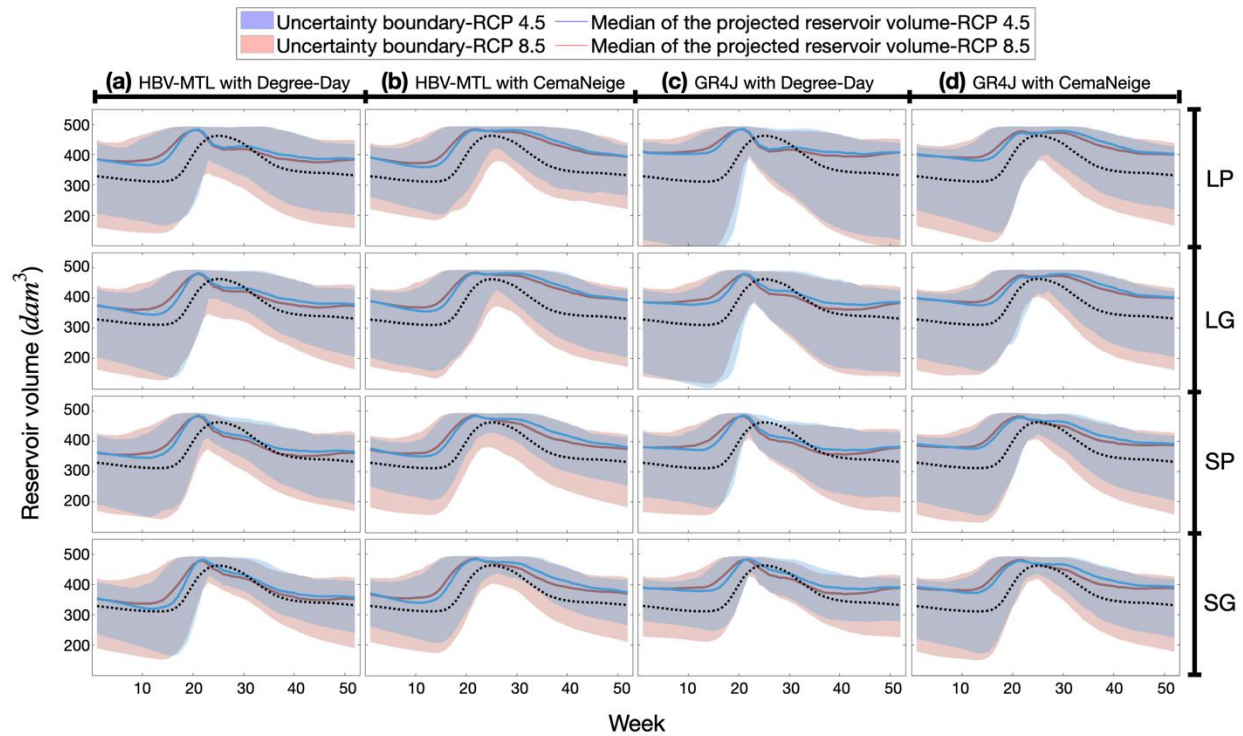 Uncertainty boundary-RCP 4.5 Median of the projected reservoir volume-RCP 4.5
Uncertainty boundary-RCP 8.5 Median of the projected reservoir volume-RCP 8.5
(a) HBV-MTL with Degree-Day (b) HBV-MTL with CemaNeige (c) GR4J with Degree-Day (d) GR4J with CemaNeige
500
400
300
200
LP
500
400
300
200
LG
500
400
300
200
SP
500
400
300
200
SG
Reservoir volume (dam³)
10 20 30 40 50 10 20 30 40 50 10 20 30 40 50 10 20 30 40 50
Week